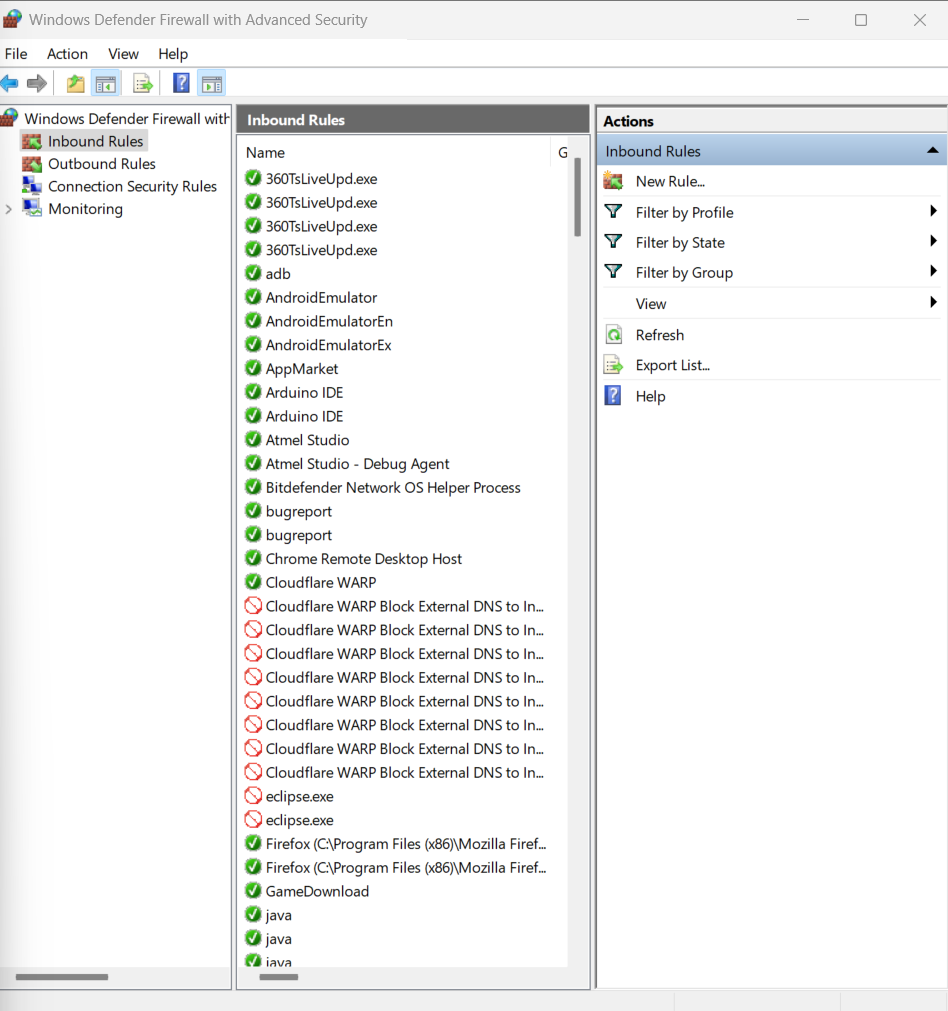 Windows Defender Firewall with Advanced Security
File Action View Help
Windows Defender Firewall with
Inbound Rules
Outbound Rules
Connection Security Rules
Monitoring
Inbound Rules
Name G
360TsLiveUpd.exe
360TsLiveUpd.exe
360TsLiveUpd.exe
360TsLiveUpd.exe
adb
AndroidEmulator
AndroidEmulatorEn
AndroidEmulatorEx
AppMarket
Arduino IDE
Arduino IDE
Atmel Studio
Atmel Studio - Debug Agent
Bitdefender Network OS Helper Process
bugreport
bugreport
Chrome Remote Desktop Host
Cloudflare WARP
Cloudflare WARP Block External DNS to In...
Cloudflare WARP Block External DNS to In...
Cloudflare WARP Block External DNS to In...
Cloudflare WARP Block External DNS to In...
Cloudflare WARP Block External DNS to In...
Cloudflare WARP Block External DNS to In...
Cloudflare WARP Block External DNS to In...
Cloudflare WARP Block External DNS to In...
eclipse.exe
eclipse.exe
Firefox (C:\Program Files (x86)\Mozilla Firef...
Firefox (C:\Program Files (x86)\Mozilla Firef...
GameDownload
java
java
java
Actions
Inbound Rules
New Rule...
Filter by Profile
Filter by State
Filter by Group
View
Refresh
Export List...
Help